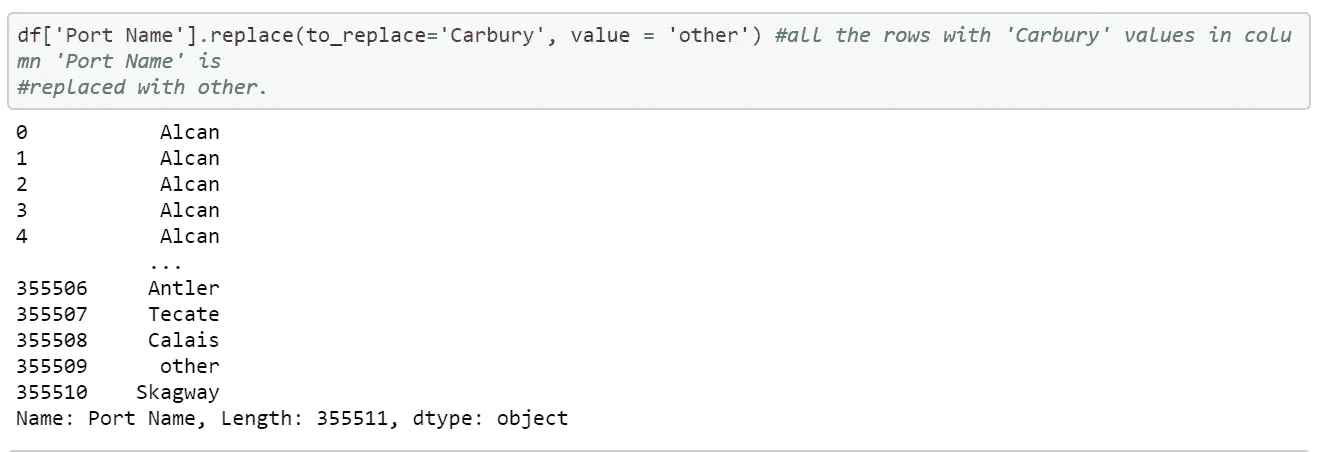 df['Port Name'].replace(to_replace='Carbury', value = 'other') #all the rows with 'Carbury' values in colu
mn 'Port Name' is
#replaced with other.
0           Alcan
1           Alcan
2           Alcan
3           Alcan
4           Alcan
           ...
355506     Antler
355507     Tecate
355508     Calais
355509      other
355510    Skagway
Name: Port Name, Length: 355511, dtype: object